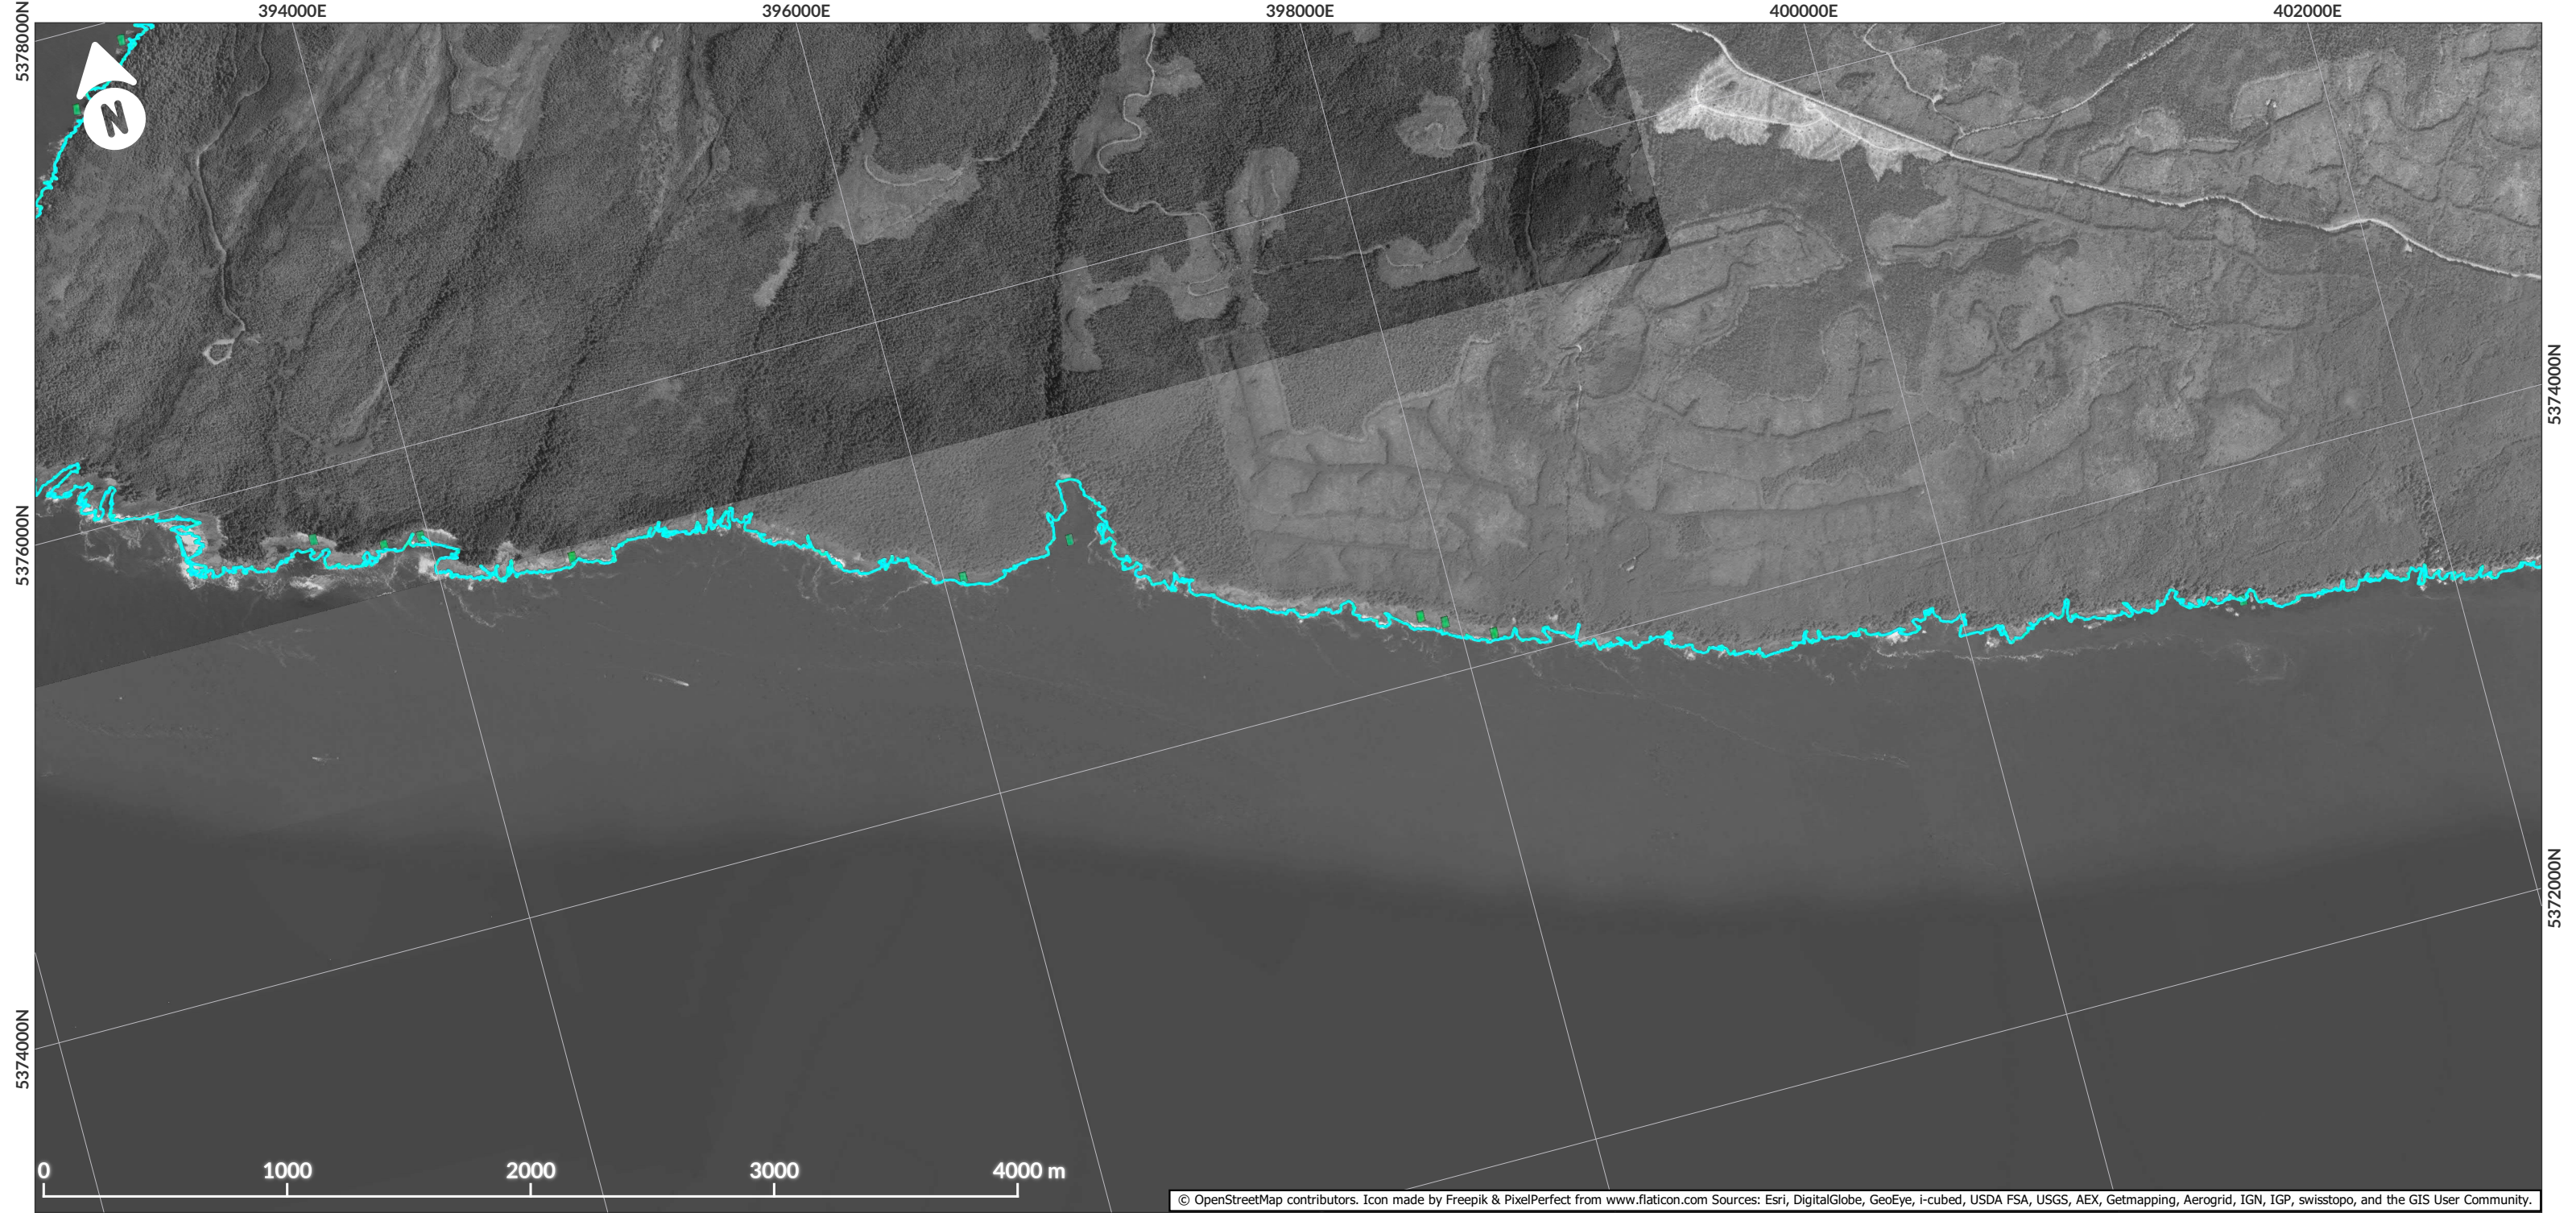 394000E 396000E 398000E 400000E 402000E
5378000N
N
5374000N
5376000N
5372000N
5374000N
0 1000 2000 3000 4000 m
© OpenStreetMap contributors. Icon made by Freepik & PixelPerfect from www.flaticon.com Sources: Esri, DigitalGlobe, GeoEye, i-cubed, USDA FSA, USGS, AEX, Getmapping, Aerogrid, IGN, IGP, swisstopo, and the GIS User Community.